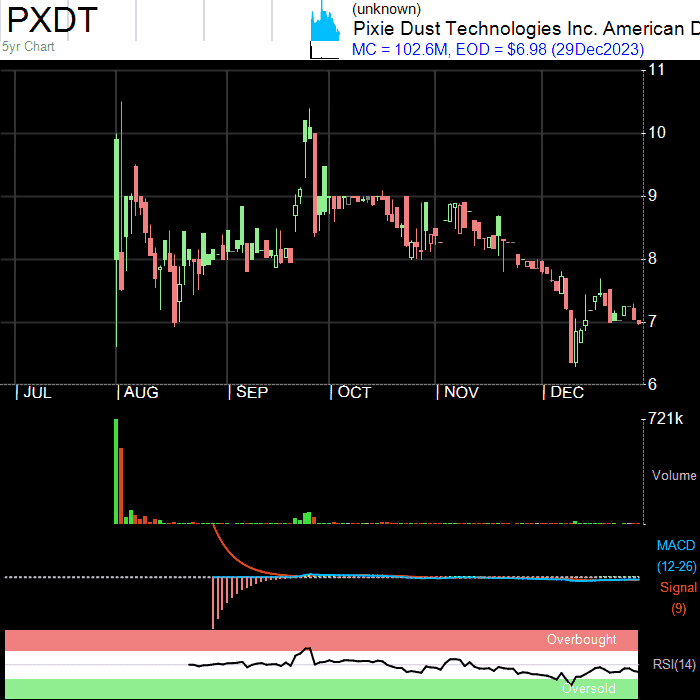 PXDT
5yr Chart
(unknown)
Pixie Dust Technologies Inc. American D
MC = 102.6M, EOD = $6.98 (29Dec2023)
11
10
9
8
7
6
JUL AUG SEP OCT NOV DEC
721k
Volume
MACD
(12-26)
Signal
(9)
Overbought
RSI(14)
Oversold